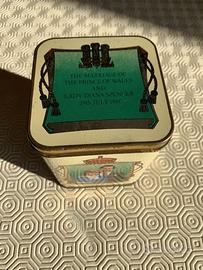 THE MARRIAGE OF
THE PRINCE OF WALES
AND
LADY DIANA SPENCER
29TH JULY 1981